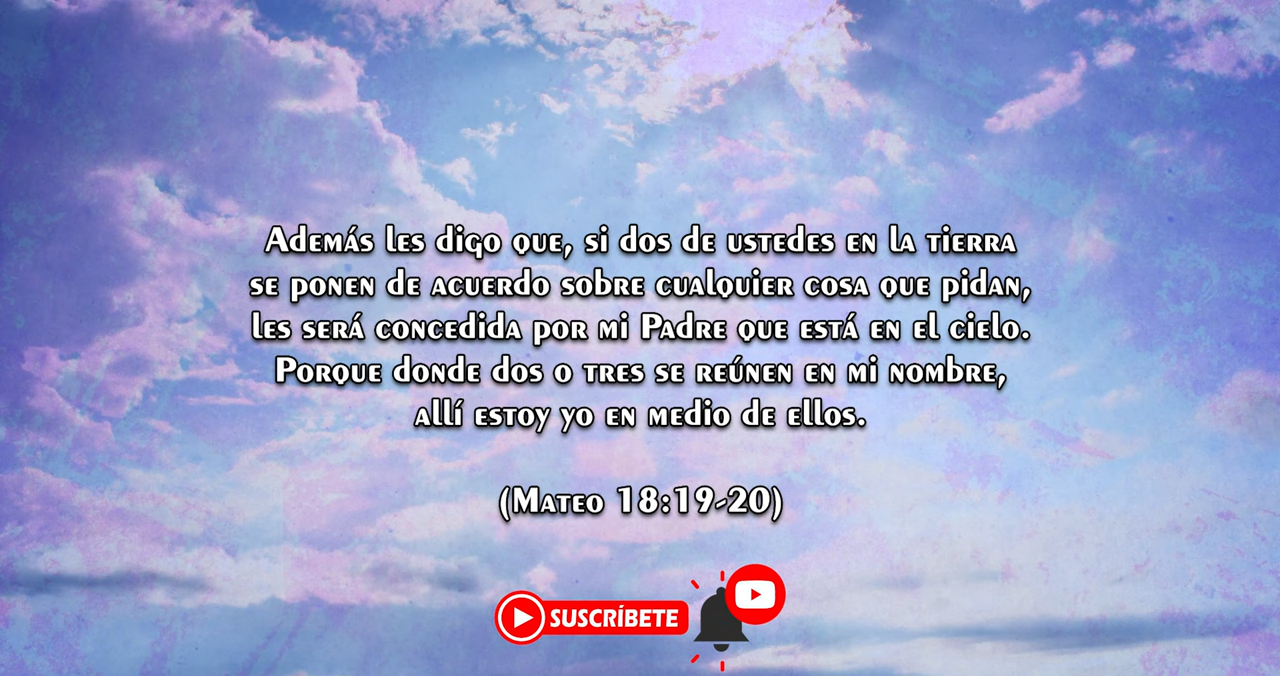 Además les digo que, si dos de ustedes en la tierra
se ponen de acuerdo sobre cualquier cosa que pidan,
les será concedida por mi Padre que está en el cielo.
Porque donde dos o tres se reúnen en mi nombre,
allí estoy yo en medio de ellos.
(Mateo 18:19-20)
SUSCRÍBETE